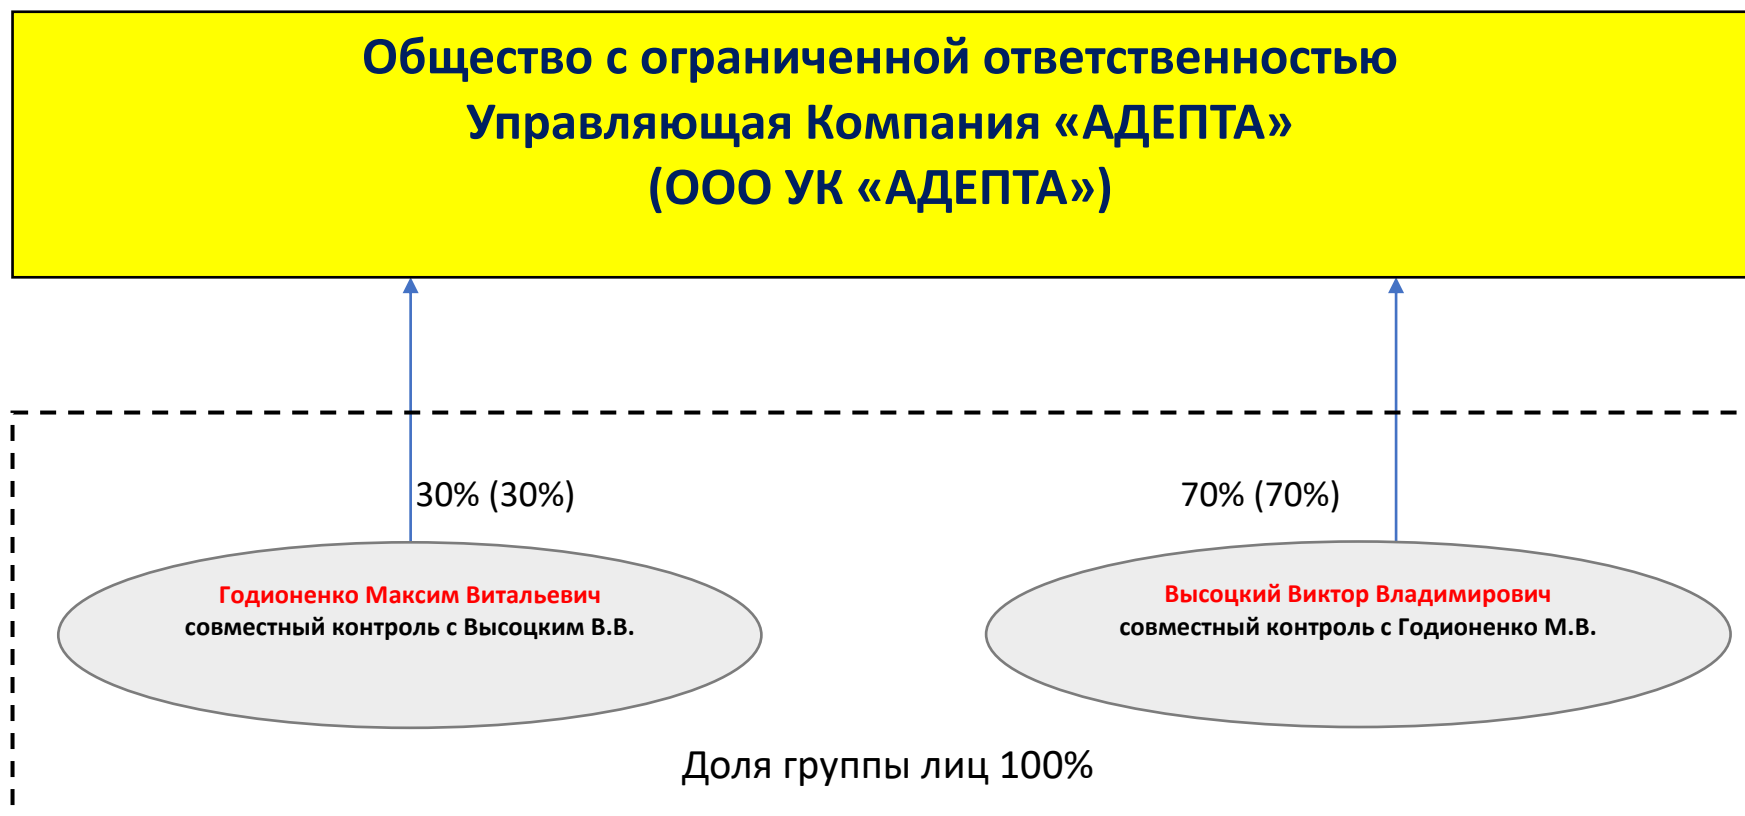 Общество с ограниченной ответственностью
Управляющая Компания «АДЕПТА»
(ООО УК «АДЕПТА»)
30% (30%)
70% (70%)
Годионенко Максим Витальевич
совместный контроль с Высоцким В.В.
Высоцкий Виктор Владимирович
совместный контроль с Годионенко М.В.
Доля группы лиц 100%